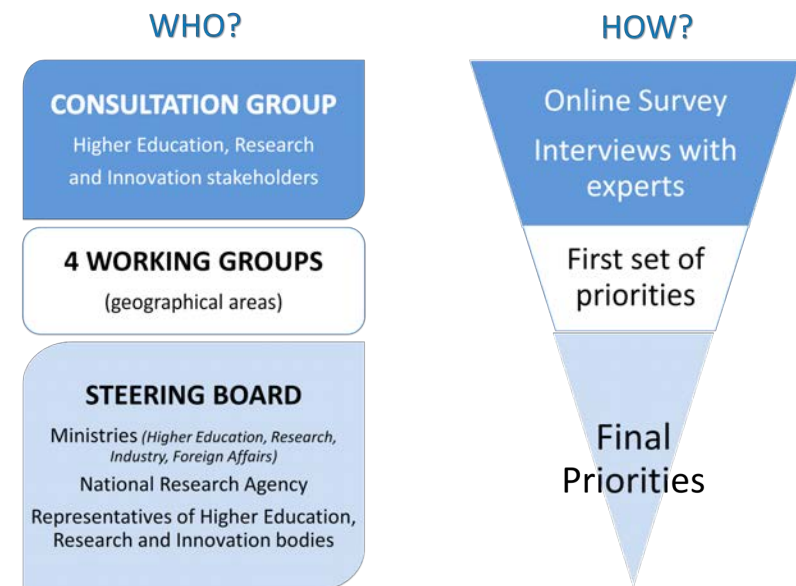 WHO?
CONSULTATION GROUP
Higher Education, Research
and Innovation stakeholders
4 WORKING GROUPS
(geographical areas)
STEERING BOARD
Ministries (Higher Education, Research,
Industry, Foreign Affairs)
National Research Agency
Representatives of Higher Education,
Research and Innovation bodies
HOW?
Online Survey
Interviews with
experts
First set of
priorities
Final
Priorities